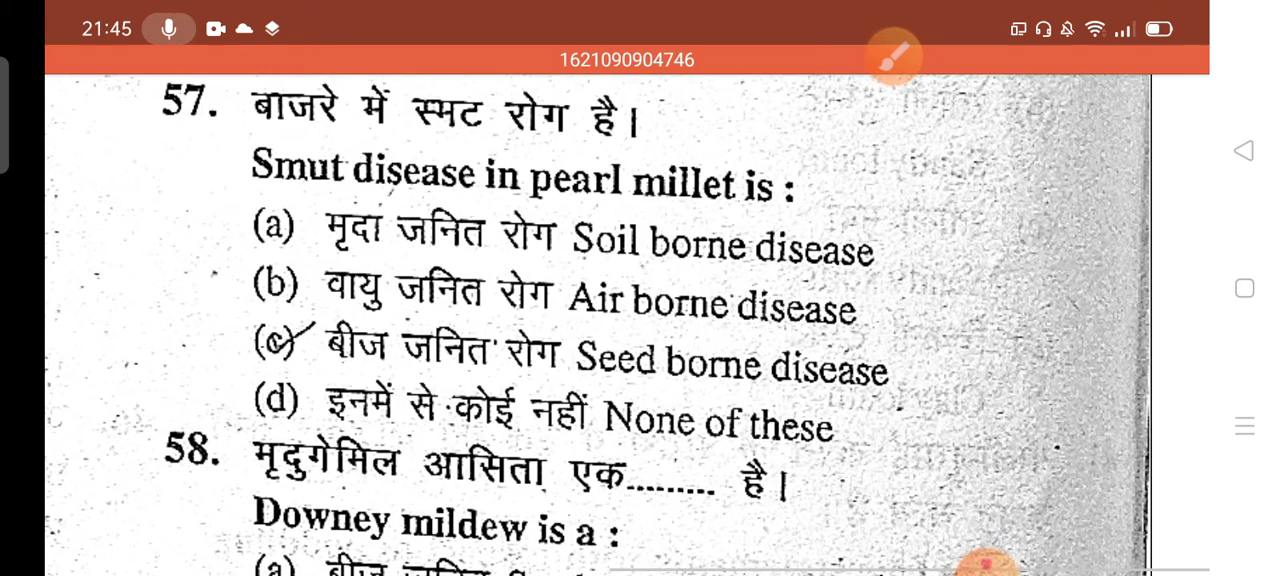 21:45
1621090904746
57. बाजरे में स्मट रोग है।
Smut disease in pearl millet is :
(a) मृदा जनित रोग Soil borne disease
(b) वायु जनित रोग Air borne disease
(c) बीज जनित रोग Seed borne disease
(d) इनमें से कोई नहीं None of these
58. मृदुगेमिल आसिता एक......... है।
Downey mildew is a :
(a) बीज जनित